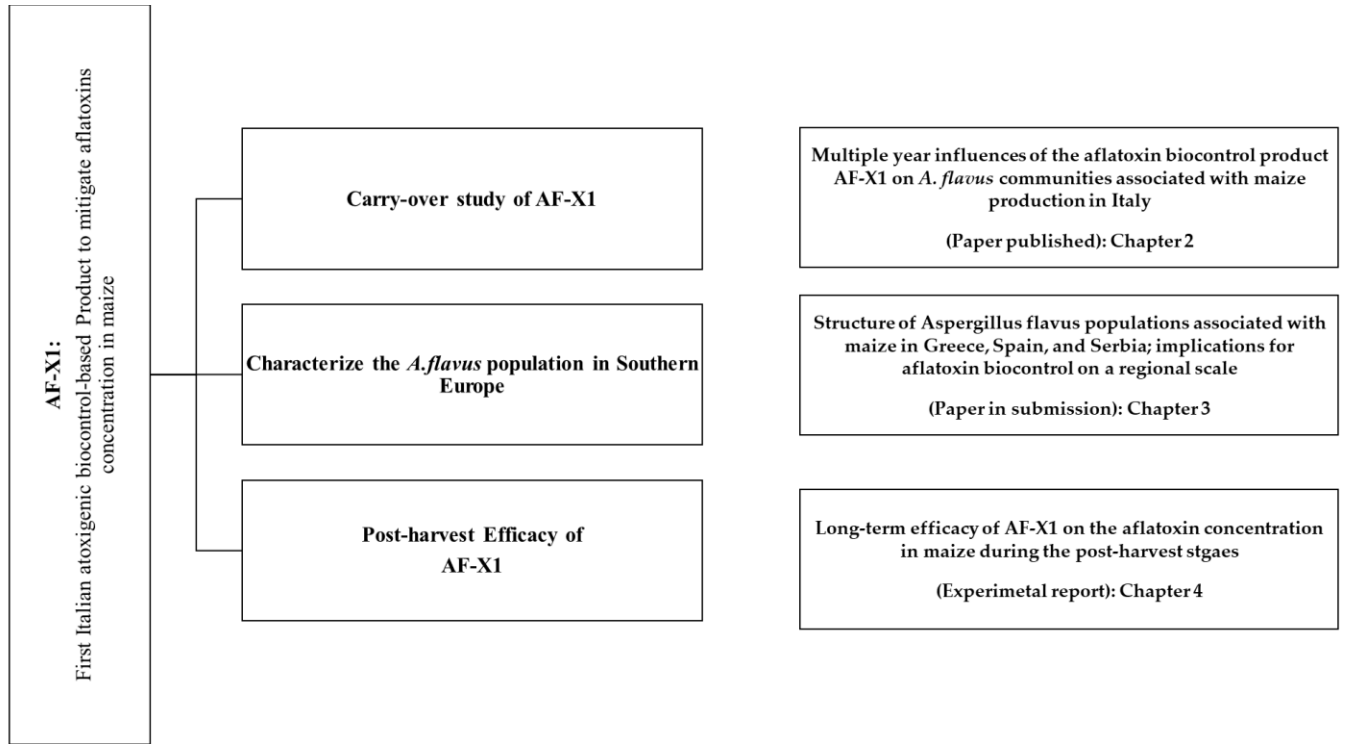 AF-X1:
First Italian atoxigenic biocontrol-based Product to mitigate aflatoxins
concentration in maize
Carry-over study of AF-X1
Multiple year influences of the aflatoxin biocontrol product
AF-X1 on A. flavus communities associated with maize
production in Italy
(Paper published): Chapter 2
Characterize the A.flavus population in Southern
Europe
Structure of Aspergillus flavus populations associated with
maize in Greece, Spain, and Serbia; implications for
aflatoxin biocontrol on a regional scale
(Paper in submission): Chapter 3
Post-harvest Efficacy of
AF-X1
Long-term efficacy of AF-X1 on the aflatoxin concentration
in maize during the post-harvest stgaes
(Experimetal report): Chapter 4